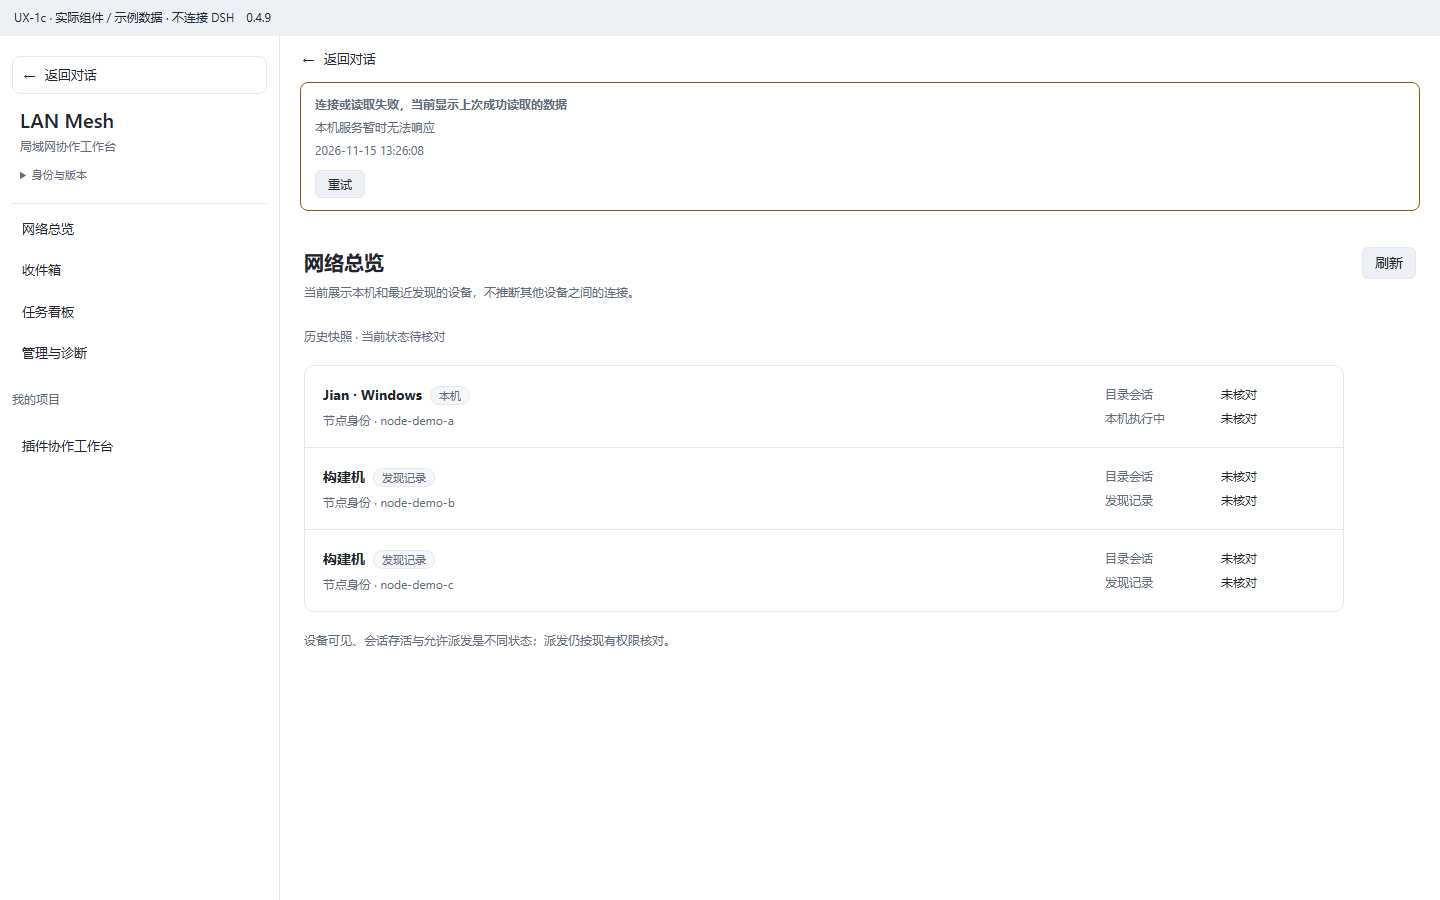 UX-1c · 实际组件 / 示例数据 · 不连接 DSH 0.4.9
← 返回对话
LAN Mesh
局域网协作工作台
▶ 身份与版本
网络总览
收件箱
任务看板
管理与诊断
我的项目
插件协作工作台
← 返回对话
连接或读取失败，当前显示上次成功读取的数据
本机服务暂时无法响应
2026-11-15 13:26:08
重试
网络总览
刷新
当前展示本机和最近发现的设备，不推断其他设备之间的连接。
历史快照 · 当前状态待核对
Jian · Windows 本机
节点身份 · node-demo-a
目录会话 未核对
本机执行中 未核对
构建机 发现记录
节点身份 · node-demo-b
目录会话 未核对
发现记录 未核对
构建机 发现记录
节点身份 · node-demo-c
目录会话 未核对
发现记录 未核对
设备可见、会话存活与允许派发是不同状态；派发仍按现有权限核对。